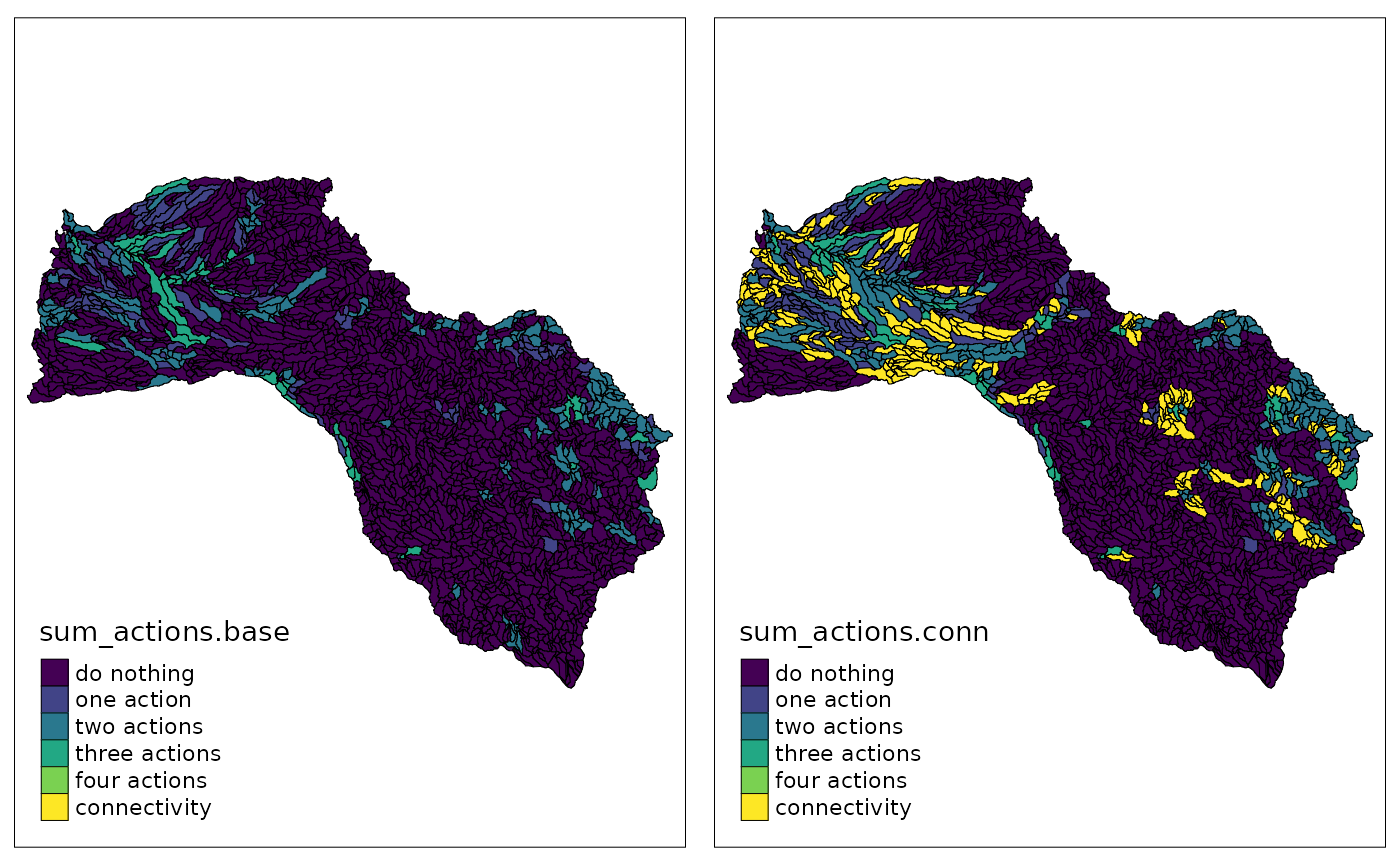 sum_actions.base
do nothing
one action
two actions
three actions
four actions
connectivity
sum_actions.conn
do nothing
one action
two actions
three actions
four actions
connectivity